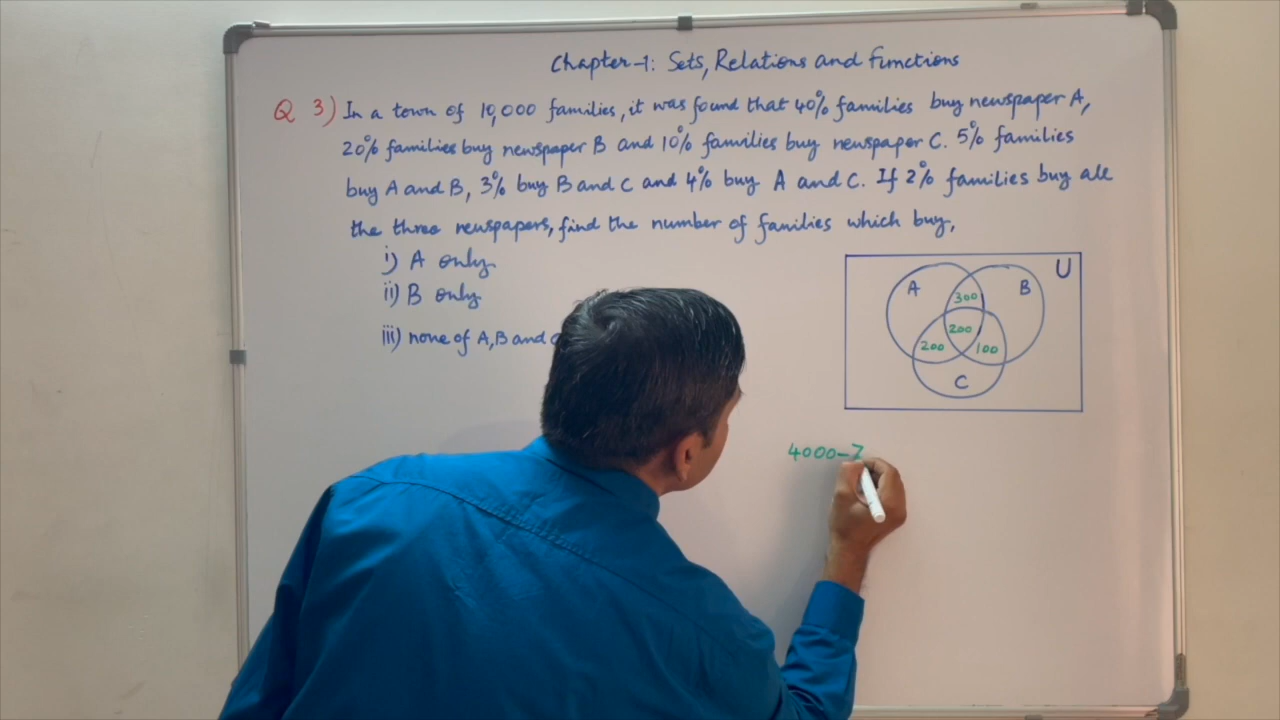 Chapter-1: Sets, Relations and Functions
Q 3) In a town of 10,000 families, it was found that 40% families buy newspaper A,
20% families buy newspaper B and 10% families buy newspaper C. 5% families
buy A and B, 3% buy B and C and 4% buy A and C. If 2% families buy all
the three newspapers, find the number of families which buy,
i) A only
ii) B only
iii) none of A, B and
U
A
B
300
200
200
100
C
4000-7